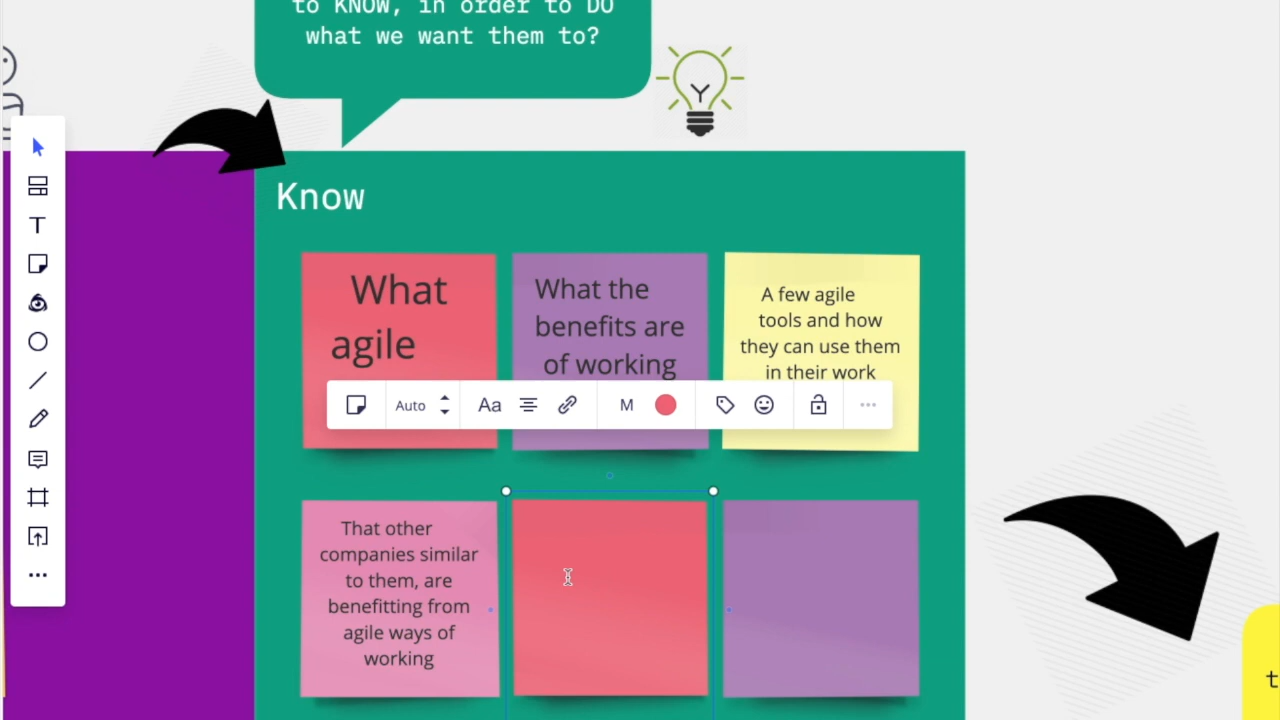 to KNOW, in order to DO
what we want them to?
Know
What
agile
What the
benefits are
of working
A few agile
tools and how
they can use them
in their work
T
Auto
Aa
M
That other
companies similar
to them, are
benefitting from
agile ways of
working
t